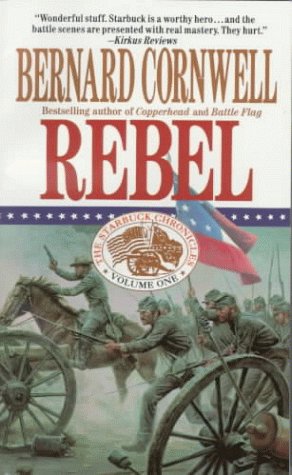 "Wonderful stuff. Starbuck is a worthy hero...and the
battle scenes are presented with real mastery. They hurt."
—Kirkus Reviews
BERNARD CORNWELL
Bestselling author of Copperhead and Battle Flag
REBEL
THE STARBUCK CHRONICLES
VOLUME ONE